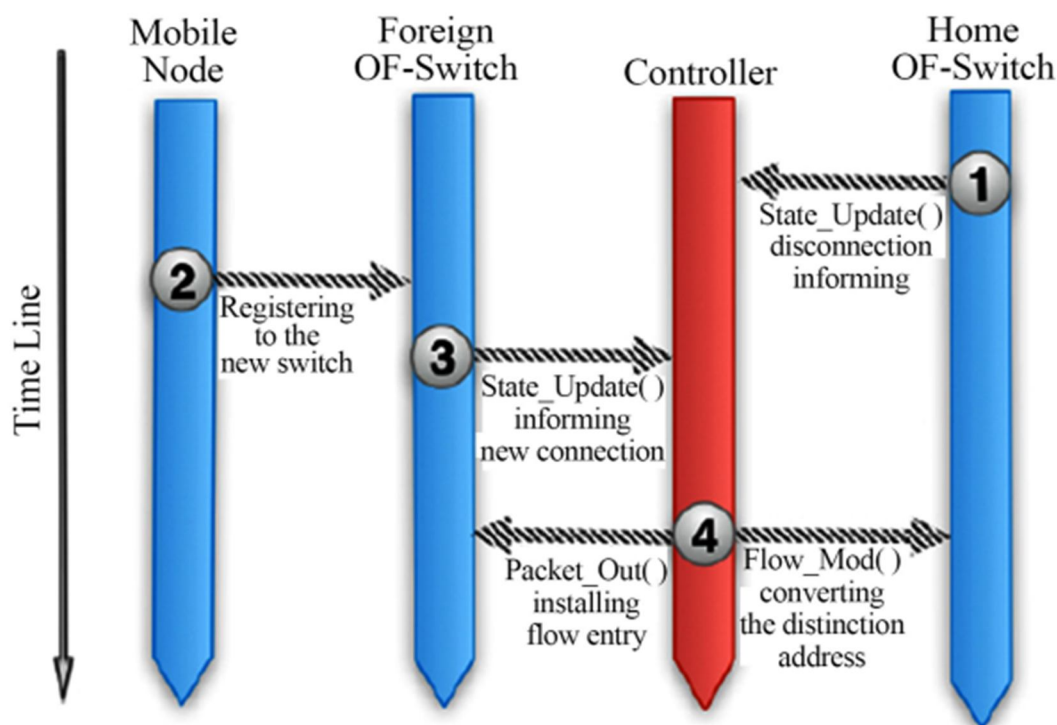 Mobile
Node
Foreign
OF-Switch
Controller
Home
OF-Switch
Time Line
1
State_Update( )
disconnection
informing
2
Registering
to the
new switch
3
State_Update( )
informing
new connection
4
Packet_Out( )
installing
flow entry
Flow_Mod( )
converting
the distinction
address